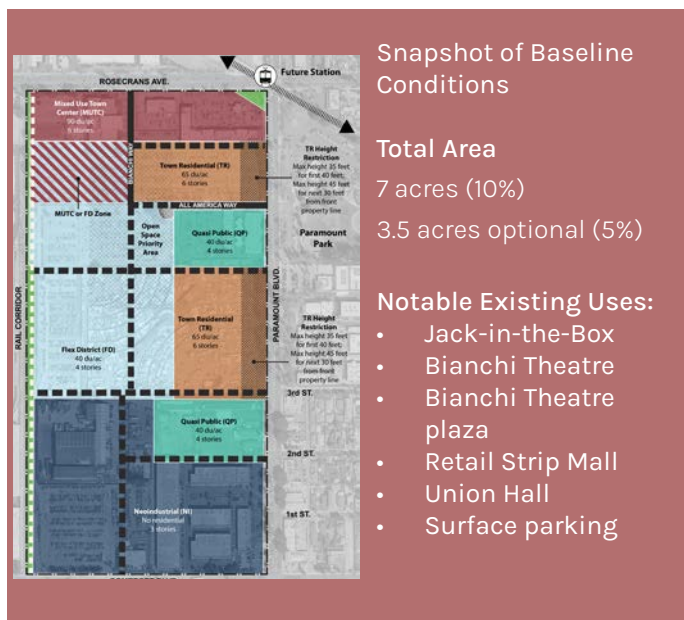 Snapshot of Baseline
Conditions
Total Area
7 acres (10%)
3.5 acres optional (5%)
Notable Existing Uses:
• Jack-in-the-Box
• Bianchi Theatre
• Bianchi Theatre
plaza
• Retail Strip Mall
• Union Hall
• Surface parking
ROSECRANS AVE.
Future Station
Mixed Use Town
Center (MUTC)
90 du/ac
6 stories
BIANCHI WAY
Town Residential (TR)
65 du/ac
6 stories
TR Height
Restriction
Max height 35 feet
for first 40 feet;
Max height 45 feet
for next 30 feet
from front
property line
MUTC or FD Zone
ALL AMERICA WAY
Open
Space
Priority
Area
Quasi Public (QP)
40 du/ac
4 stories
Paramount
Park
RAIL CORRIDOR
PARAMOUNT BLVD.
Flea District (FD)
40 du/ac
4 stories
Town Residential
(TR)
65 du/ac
6 stories
TR Height
Restriction
Max height 35 feet
for first 40 feet;
Max height 45 feet
for next 30 feet
from front
property line
3rd ST.
Quasi Public (QP)
40 du/ac
4 stories
2nd ST.
Neoindustrial (NI)
No residential
3 stories
1st ST.